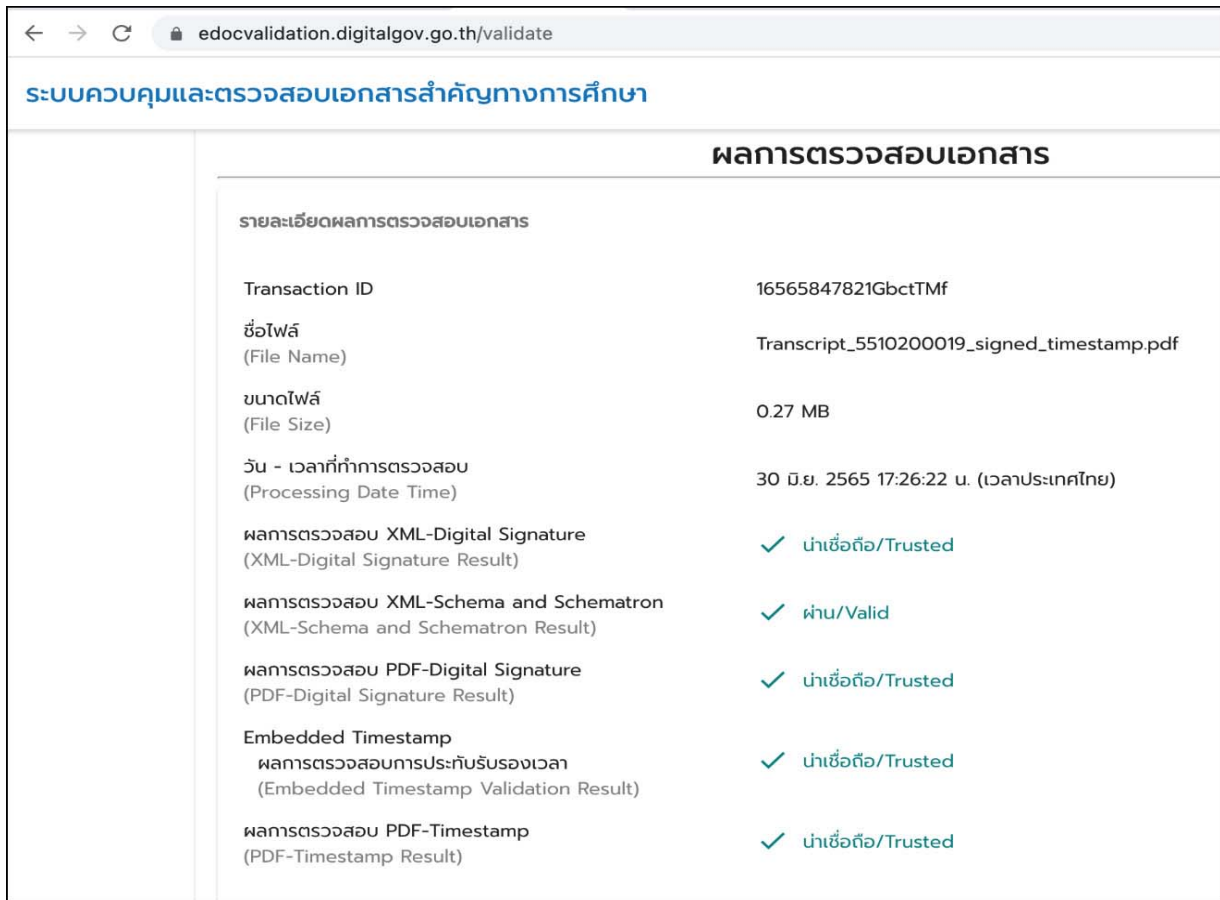 edocvalidation.digitalgov.go.th/validate
ระบบควบคุมและตรวจสอบเอกสารสำคัญทางการศึกษา
ผลการตรวจสอบเอกสาร
รายละเอียดผลการตรวจสอบเอกสาร
Transaction ID 16565847821GbctTMf
ชื่อไฟล์
(File Name) Transcript_5510200019_signed_timestamp.pdf
ขนาดไฟล์
(File Size) 0.27 MB
วัน - เวลาที่ทำการตรวจสอบ
(Processing Date Time) 30 มิ.ย. 2565 17:26:22 น. (เวลาประเทศไทย)
ผลการตรวจสอบ XML-Digital Signature
(XML-Digital Signature Result) น่าเชื่อถือ/Trusted
ผลการตรวจสอบ XML-Schema and Schematron
(XML-Schema and Schematron Result) ผ่าน/Valid
ผลการตรวจสอบ PDF-Digital Signature
(PDF-Digital Signature Result) น่าเชื่อถือ/Trusted
Embedded Timestamp
ผลการตรวจสอบการประทับรับรองเวลา น่าเชื่อถือ/Trusted
(Embedded Timestamp Validation Result)
ผลการตรวจสอบ PDF-Timestamp
(PDF-Timestamp Result) น่าเชื่อถือ/Trusted